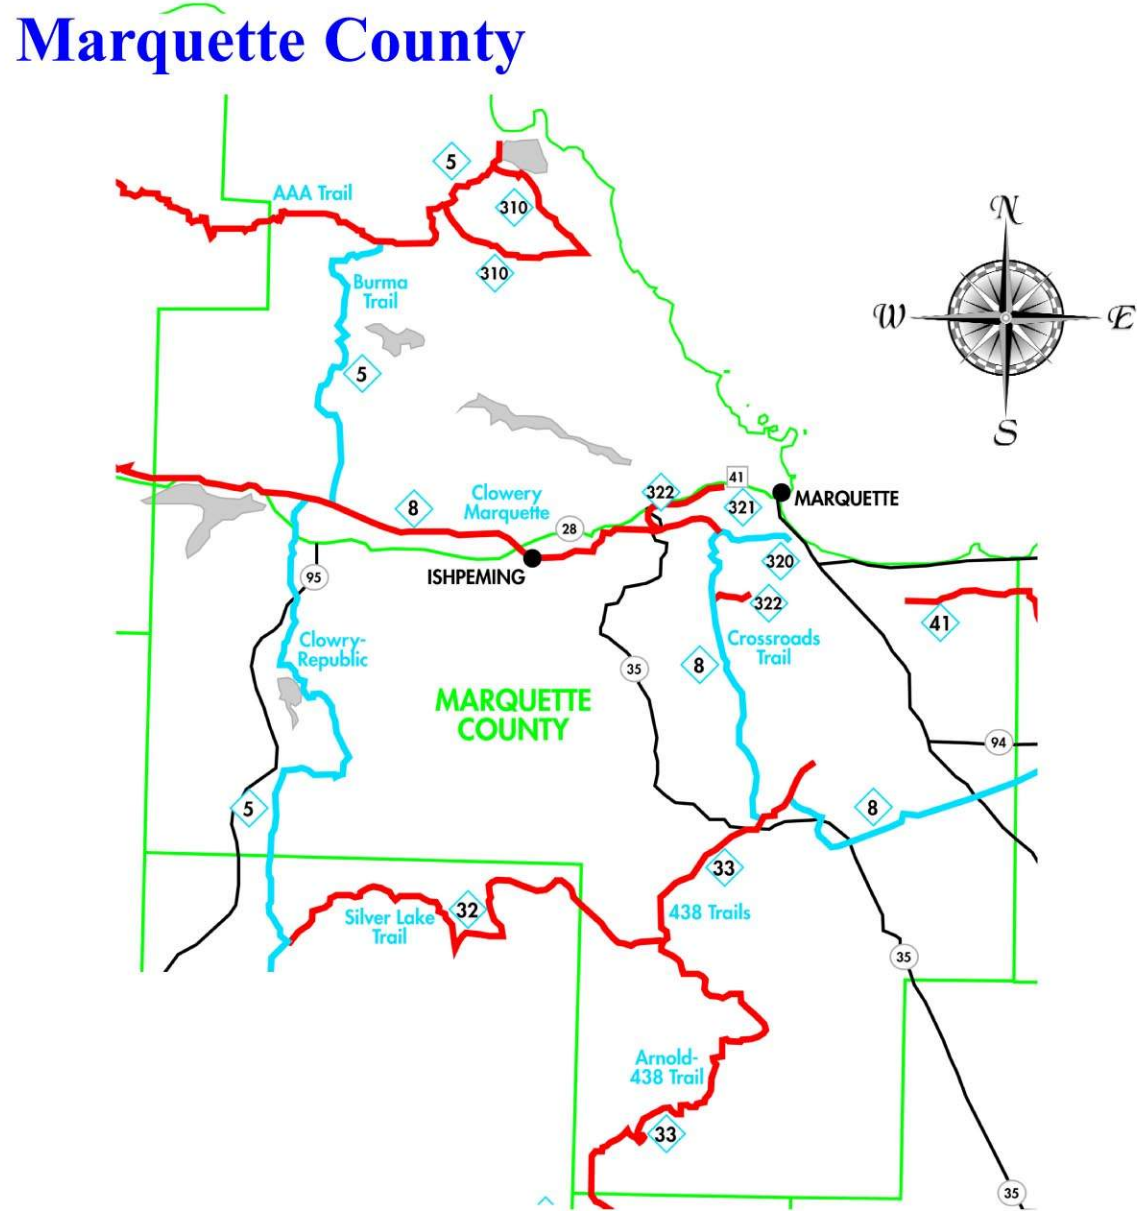 Marquette County
5
AAA Trail
310
N
310
Burma
Trail
W
E
5
S
41
322
Clowery
Marquette
MARQUETTE
8
321
28
ISHPEMING
320
95
322
41
Clowry-
Republic
Crossroads
Trail
8
35
MARQUETTE
COUNTY
94
5
8
33
32
438 Trails
Silver Lake
Trail
35
Arnold-
438 Trail
33
35